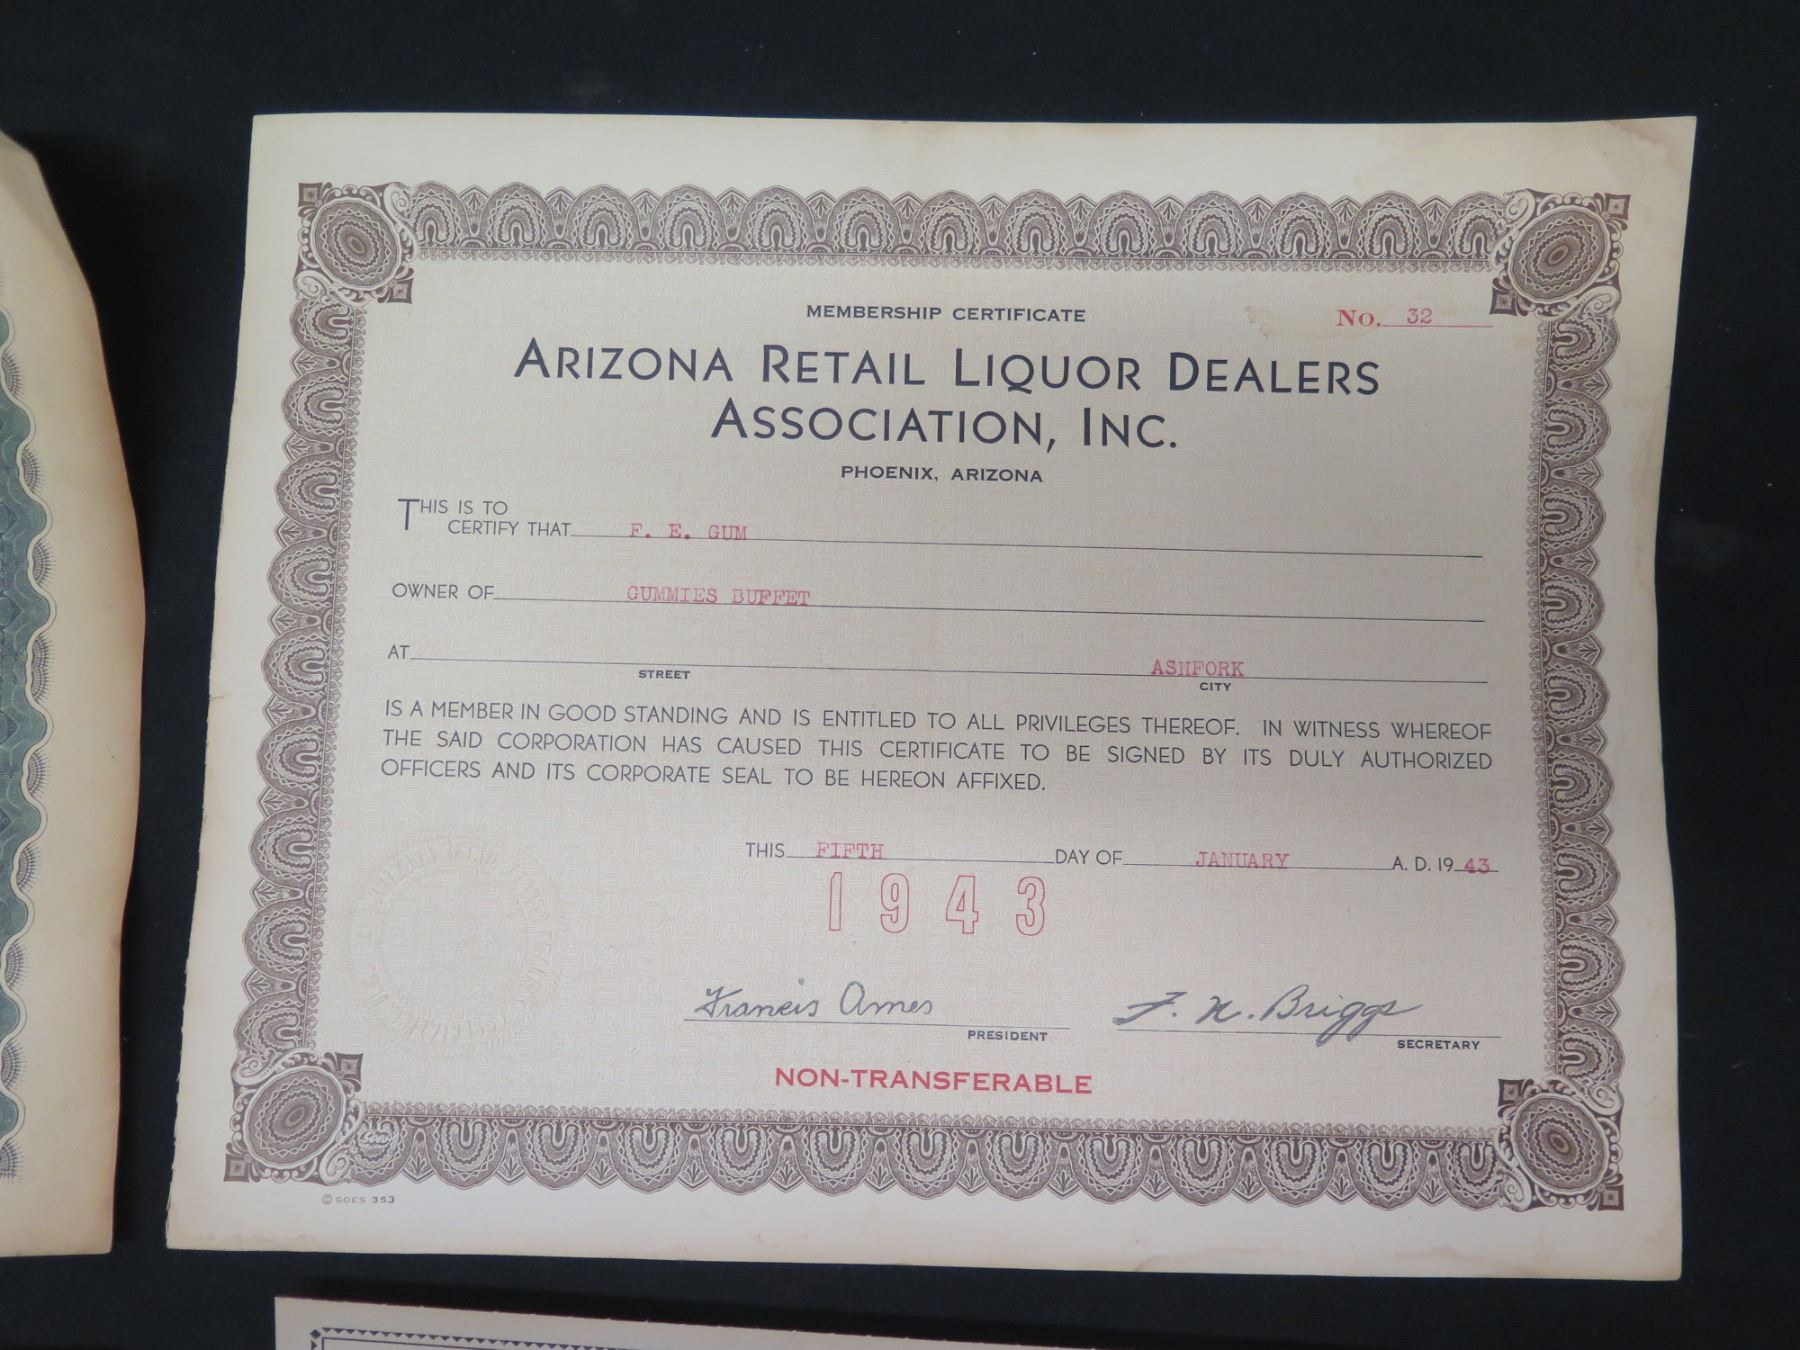 MEMBERSHIP CERTIFICATE
No. 32
ARIZONA RETAIL LIQUOR DEALERS
ASSOCIATION, INC.
PHOENIX, ARIZONA
THIS IS TO
CERTIFY THAT F. E. GUM
OWNER OF GUMMIES BUFFET
AT ASHFORK
STREET CITY
IS A MEMBER IN GOOD STANDING AND IS ENTITLED TO ALL PRIVILEGES THEREOF. IN WITNESS WHEREOF
THE SAID CORPORATION HAS CAUSED THIS CERTIFICATE TO BE SIGNED BY ITS DULY AUTHORIZED
OFFICERS AND ITS CORPORATE SEAL TO BE HEREON AFFIXED.
THIS FIFTH DAY OF JANUARY A. D. 19 43
1943
Francis Ames F. N. Briggs
PRESIDENT SECRETARY
NON-TRANSFERABLE
Goes
© GOES 353